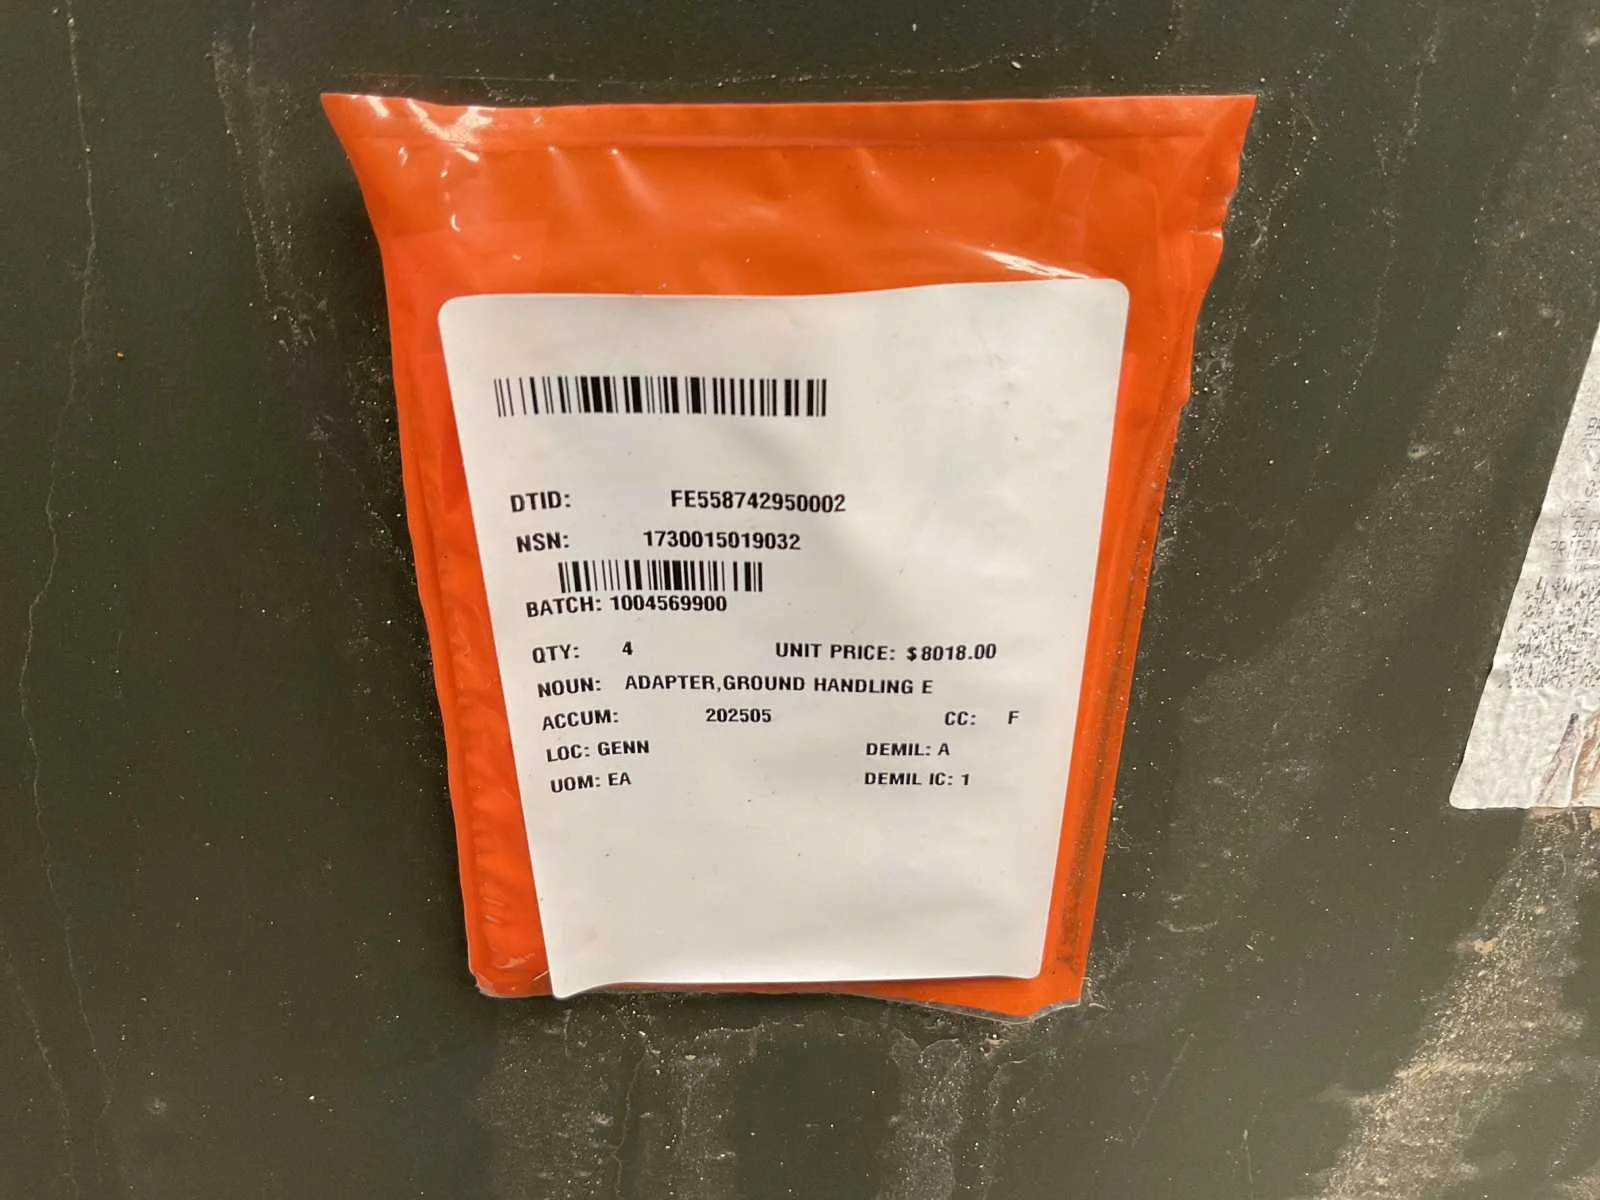 DTID: FE558742950002
NSN: 1730015019032
BATCH: 1004569900
QTY: 4 UNIT PRICE: $8018.00
NOUN: ADAPTER,GROUND HANDLING E
ACCUM: 202505 CC: F
LOC: GENN DEMIL: A
UOM: EA DEMIL IC: 1